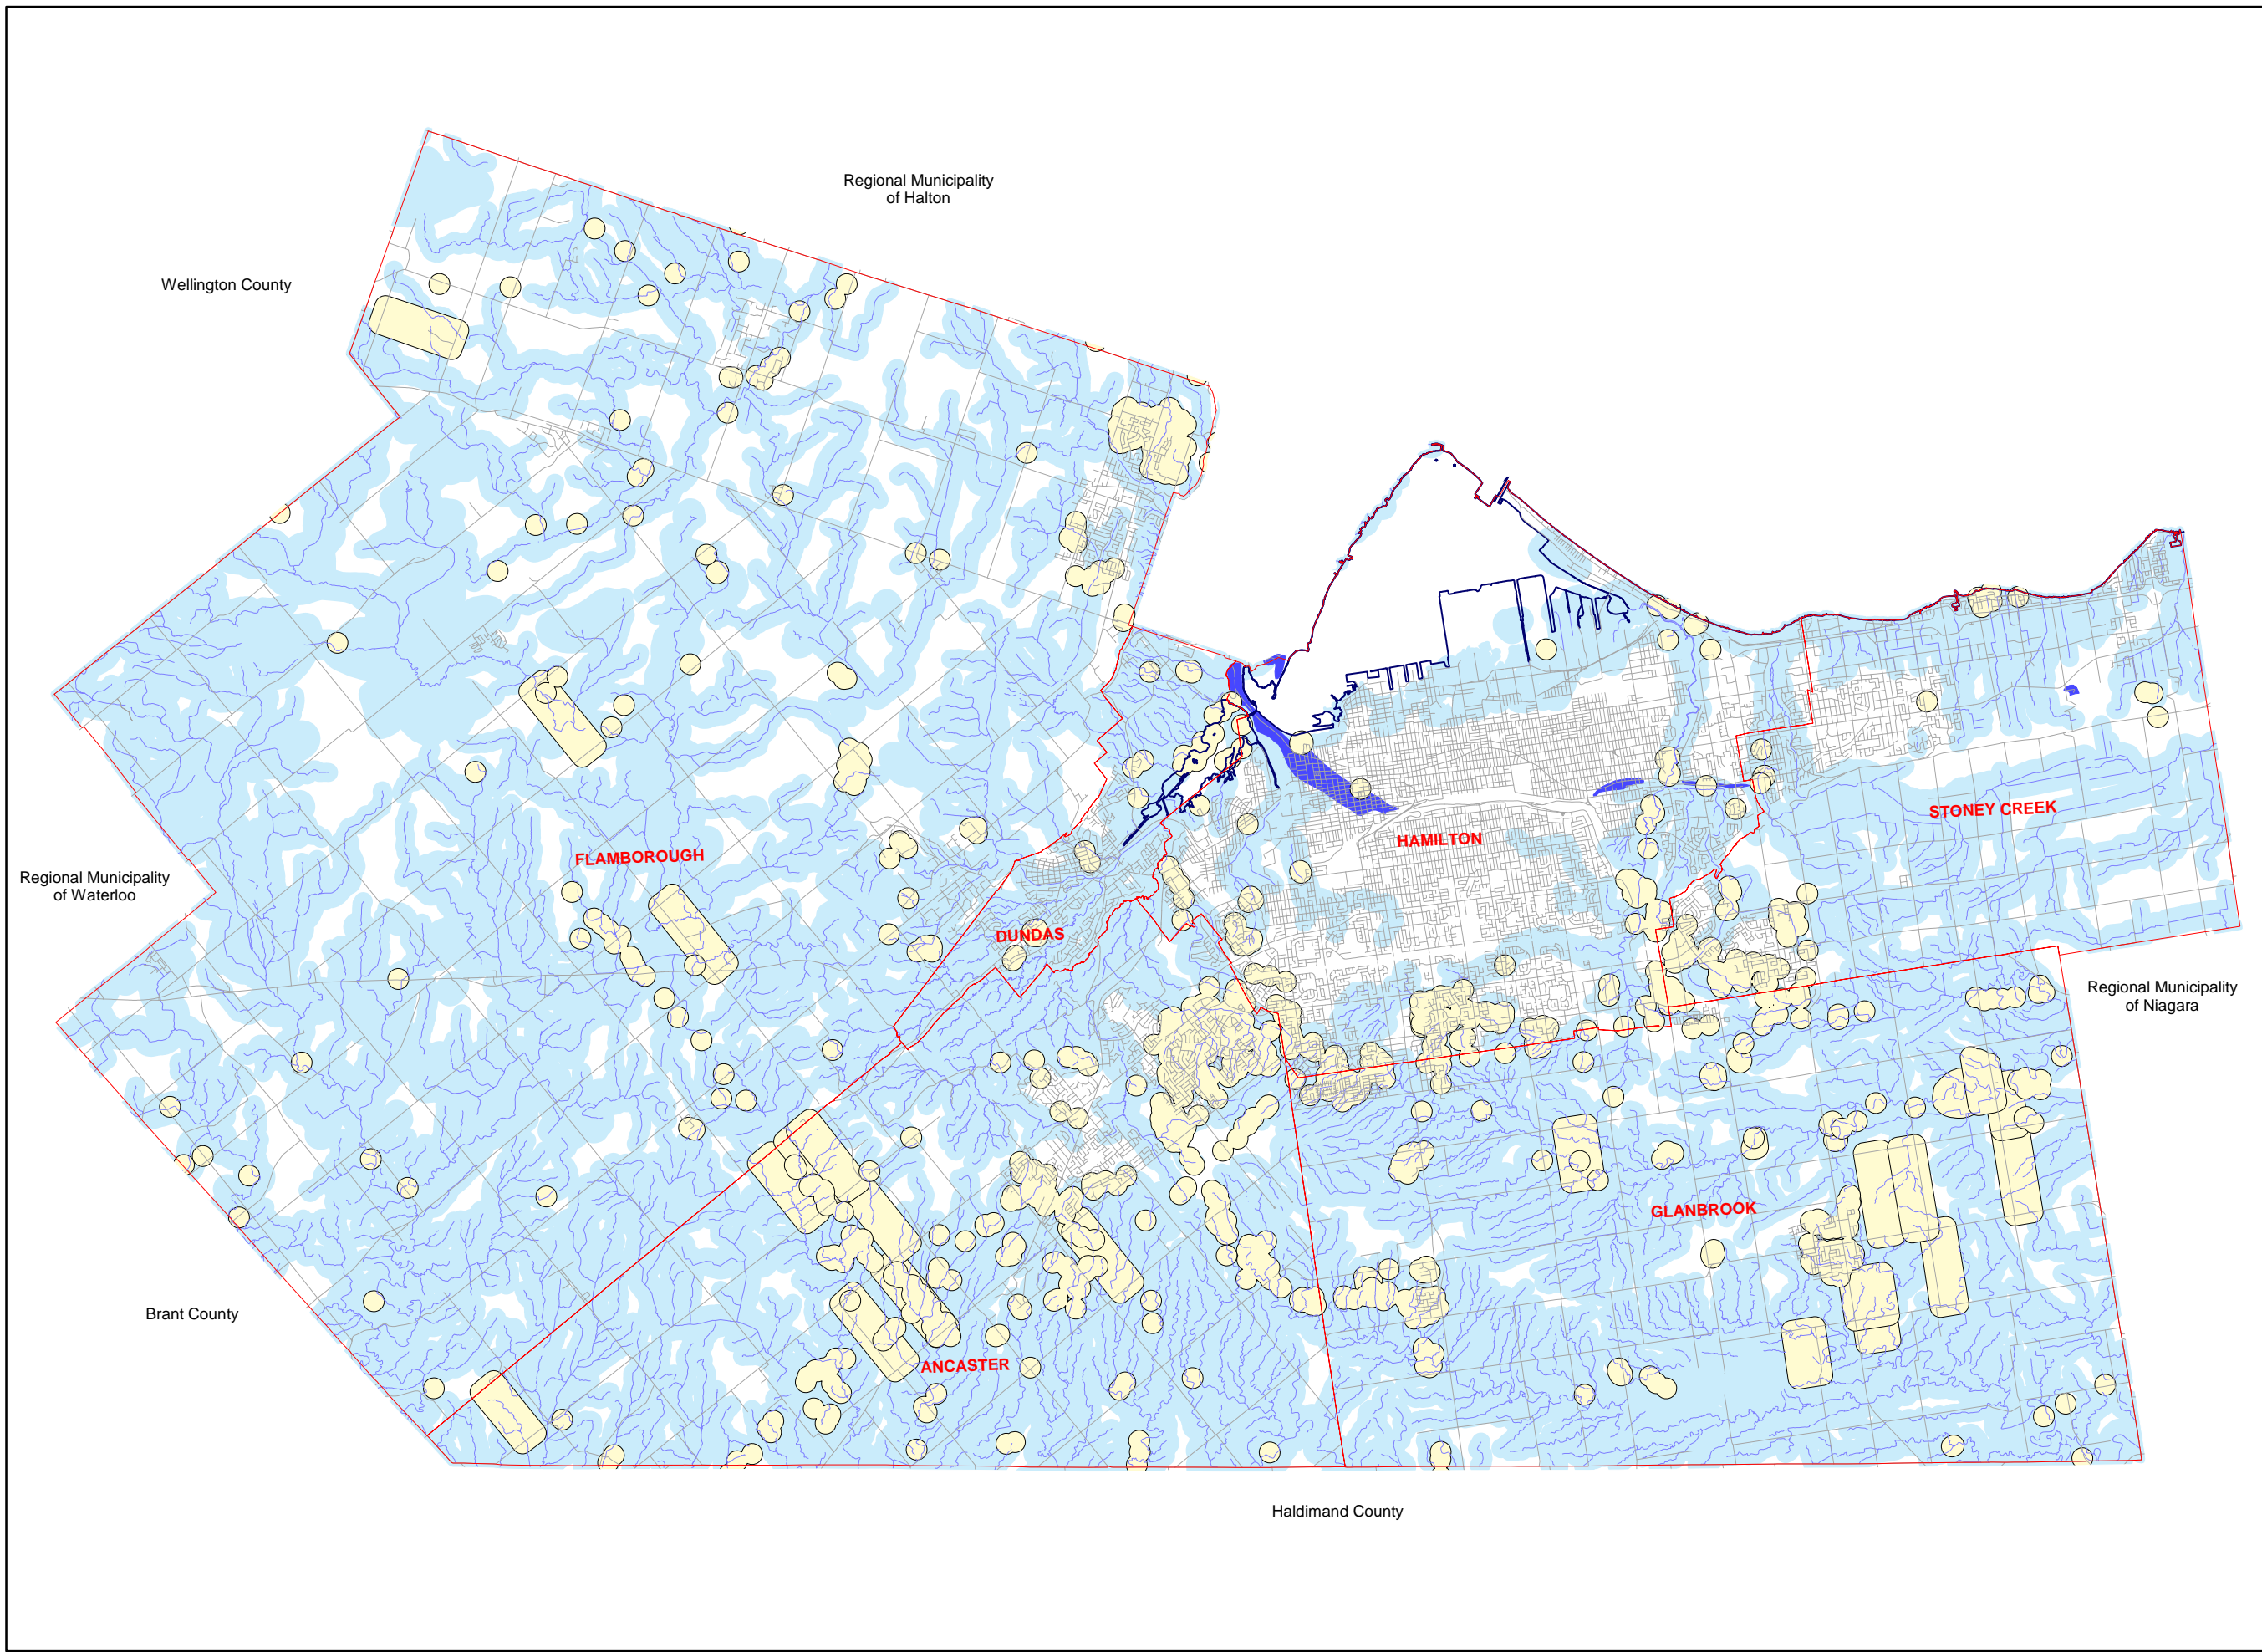 Regional Municipality
of Halton
Wellington County
STONEY CREEK
HAMILTON
FLAMBOROUGH
Regional Municipality
of Waterloo
DUNDAS
Regional Municipality
of Niagara
GLANBROOK
Brant County
ANCASTER
Haldimand County